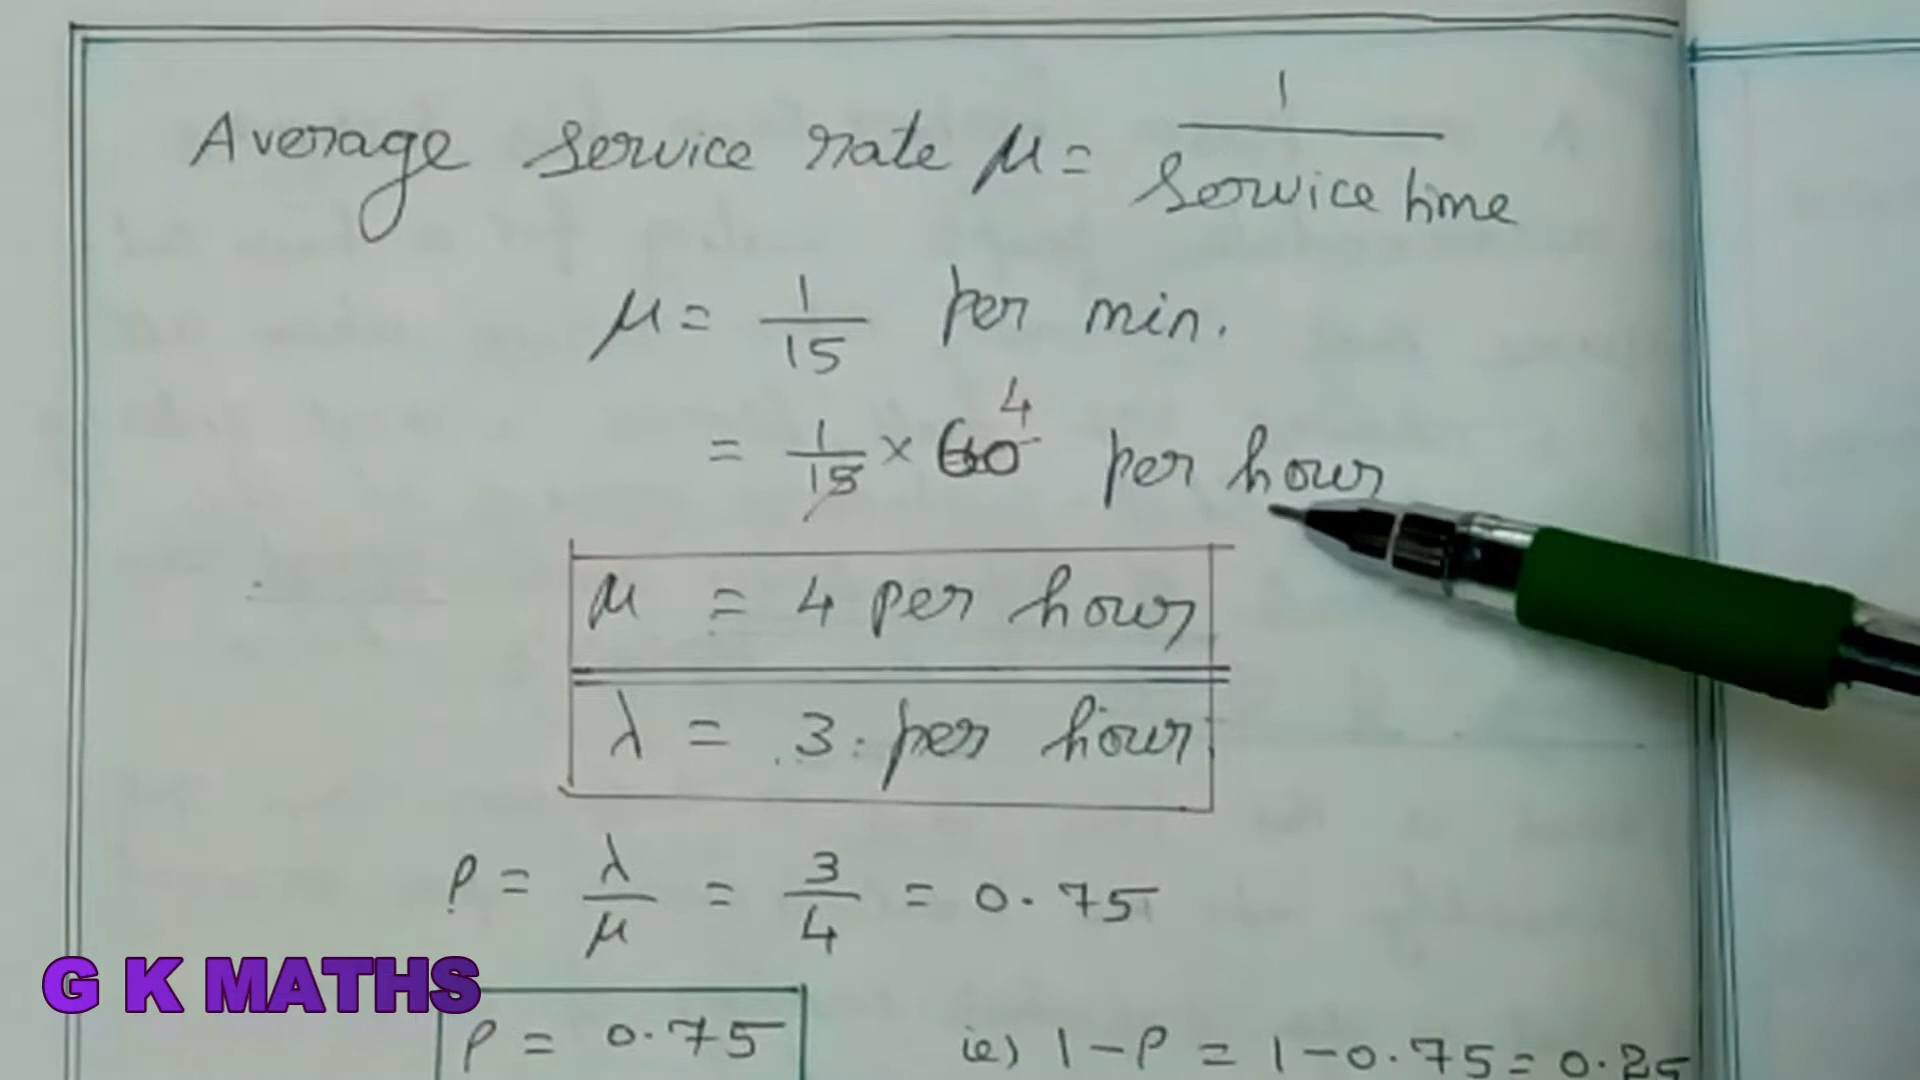 Average service rate μ = 1 / service time
μ = 1/15 per min.
= 1/15 × 60 4 per hour
μ = 4 per hour
λ = 3 per hour
ρ = λ/μ = 3/4 = 0.75
G K MATHS
ρ = 0.75
ie) 1 - ρ = 1 - 0.75 = 0.25